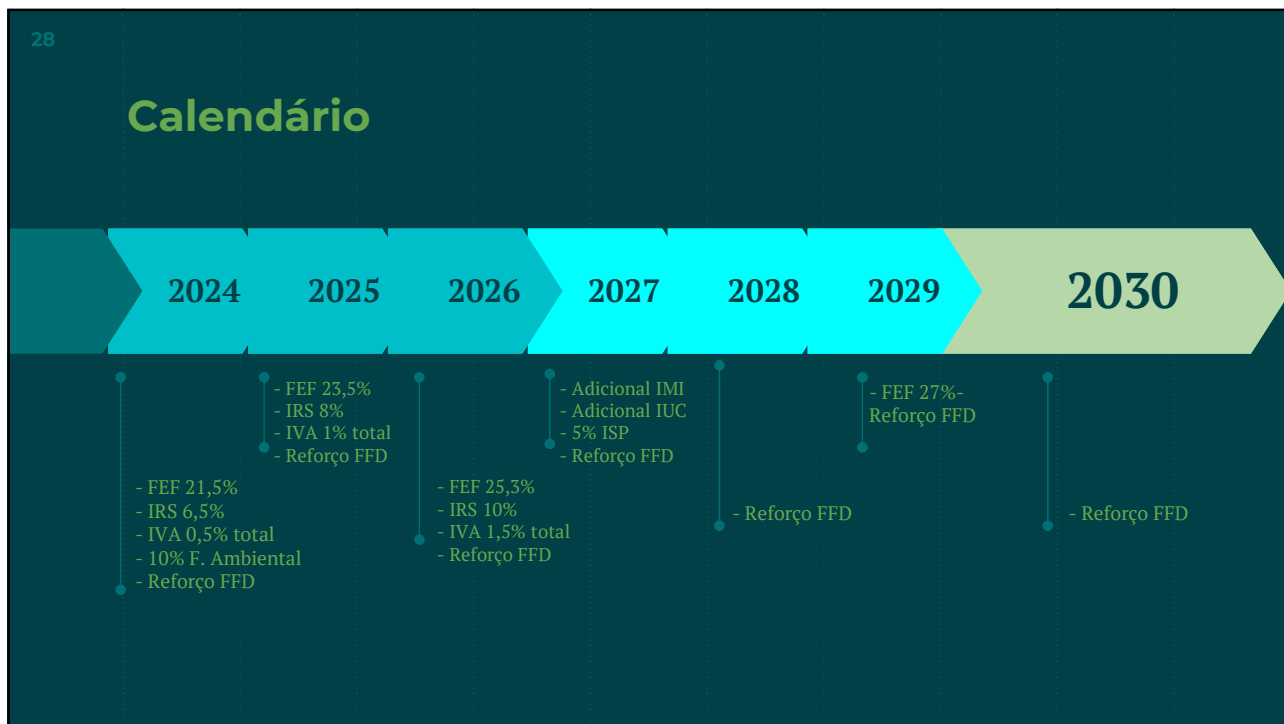 28
Calendário
2024
2025
2026
2027
2028
2029
2030
- FEF 21,5%
- IRS 6,5%
- IVA 0,5% total
- 10% F. Ambiental
- Reforço FFD
- FEF 23,5%
- IRS 8%
- IVA 1% total
- Reforço FFD
- FEF 25,3%
- IRS 10%
- IVA 1,5% total
- Reforço FFD
- Adicional IMI
- Adicional IUC
- 5% ISP
- Reforço FFD
- Reforço FFD
- FEF 27%-
Reforço FFD
- Reforço FFD